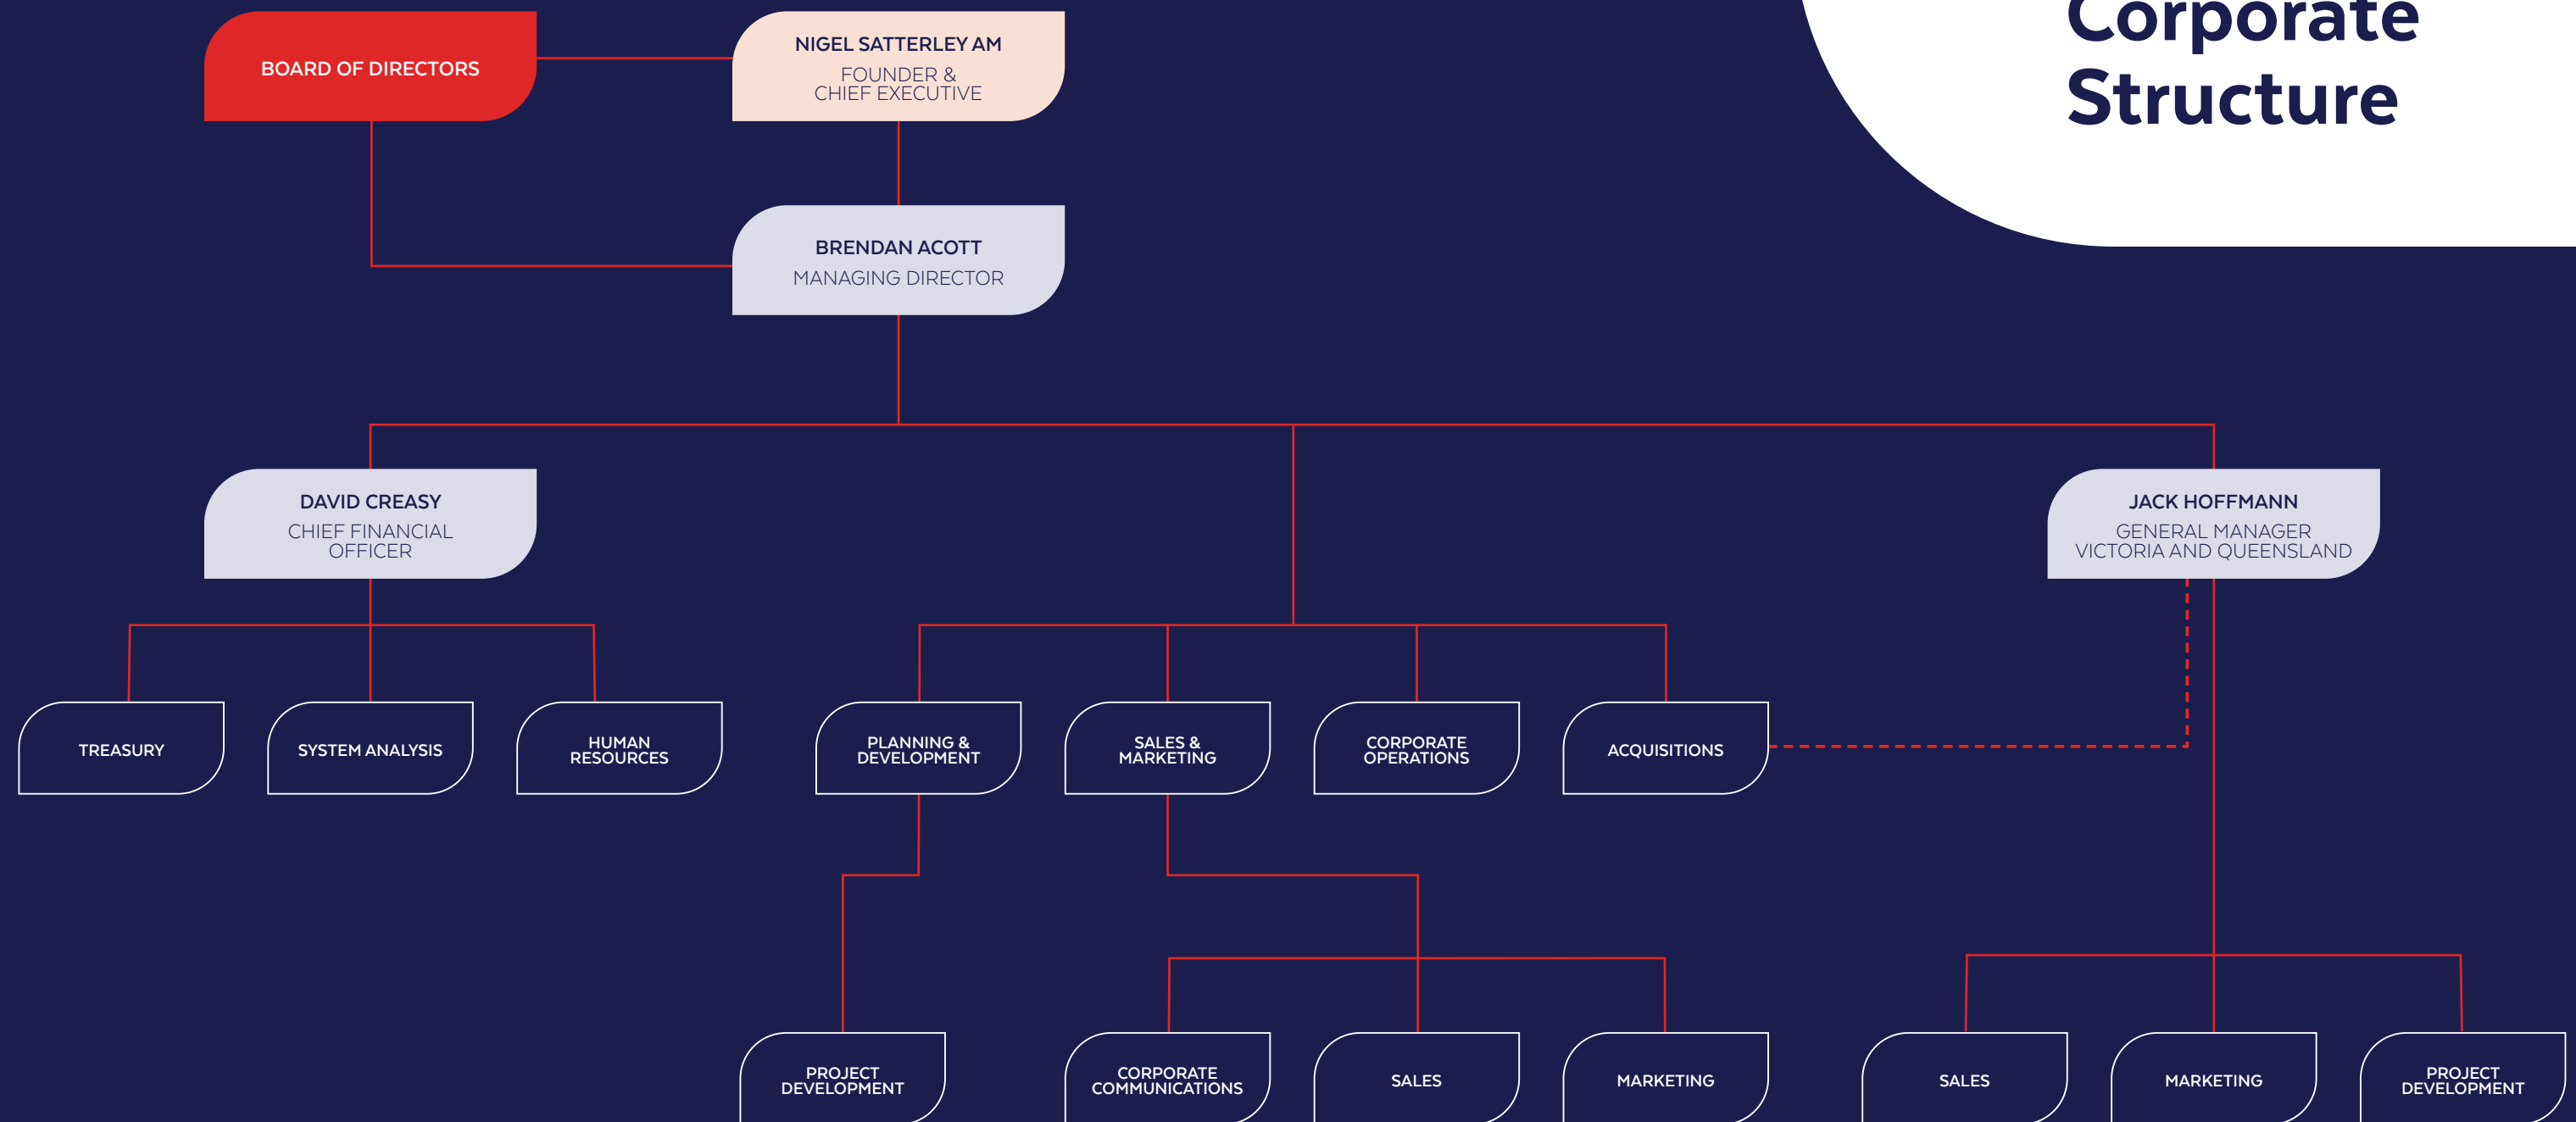 Corporate
Structure
BOARD OF DIRECTORS
NIGEL SATTERLEY AM
FOUNDER &
CHIEF EXECUTIVE
BRENDAN ACOTT
MANAGING DIRECTOR
DAVID CREASY
CHIEF FINANCIAL
OFFICER
JACK HOFFMANN
GENERAL MANAGER
VICTORIA AND QUEENSLAND
TREASURY
SYSTEM ANALYSIS
HUMAN
RESOURCES
PLANNING &
DEVELOPMENT
SALES &
MARKETING
CORPORATE
OPERATIONS
ACQUISITIONS
PROJECT
DEVELOPMENT
CORPORATE
COMMUNICATIONS
SALES
MARKETING
SALES
MARKETING
PROJECT
DEVELOPMENT